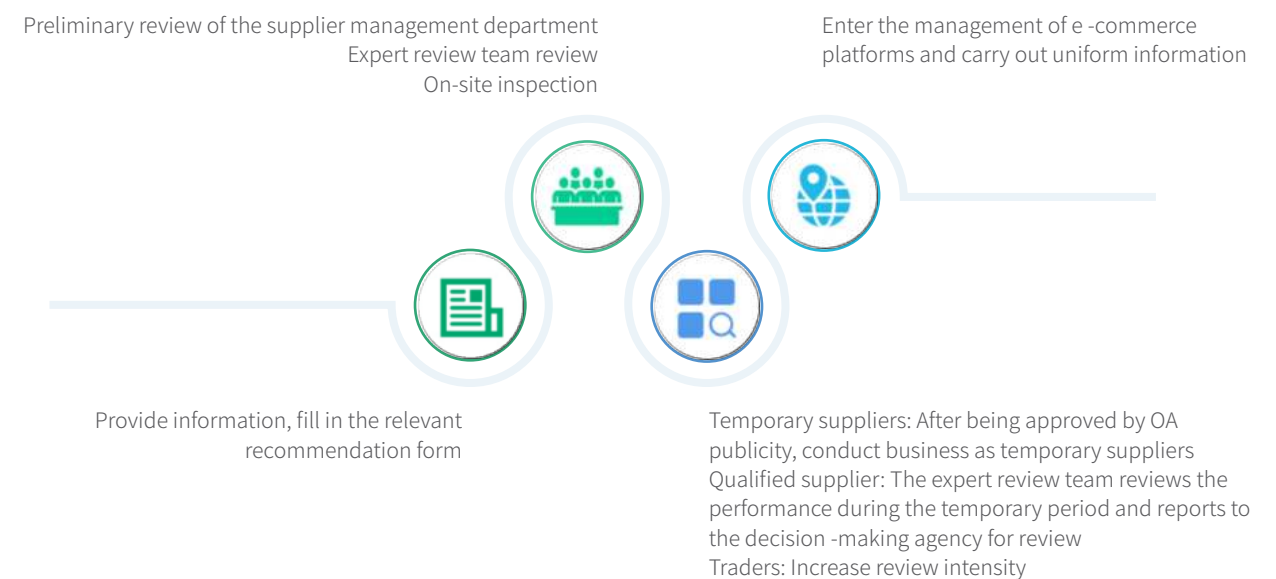 Preliminary review of the supplier management department
Expert review team review
On-site inspection
Enter the management of e -commerce
platforms and carry out uniform information
Provide information, fill in the relevant
recommendation form
Temporary suppliers: After being approved by OA
publicity, conduct business as temporary suppliers
Qualified supplier: The expert review team reviews the
performance during the temporary period and reports to
the decision -making agency for review
Traders: Increase review intensity